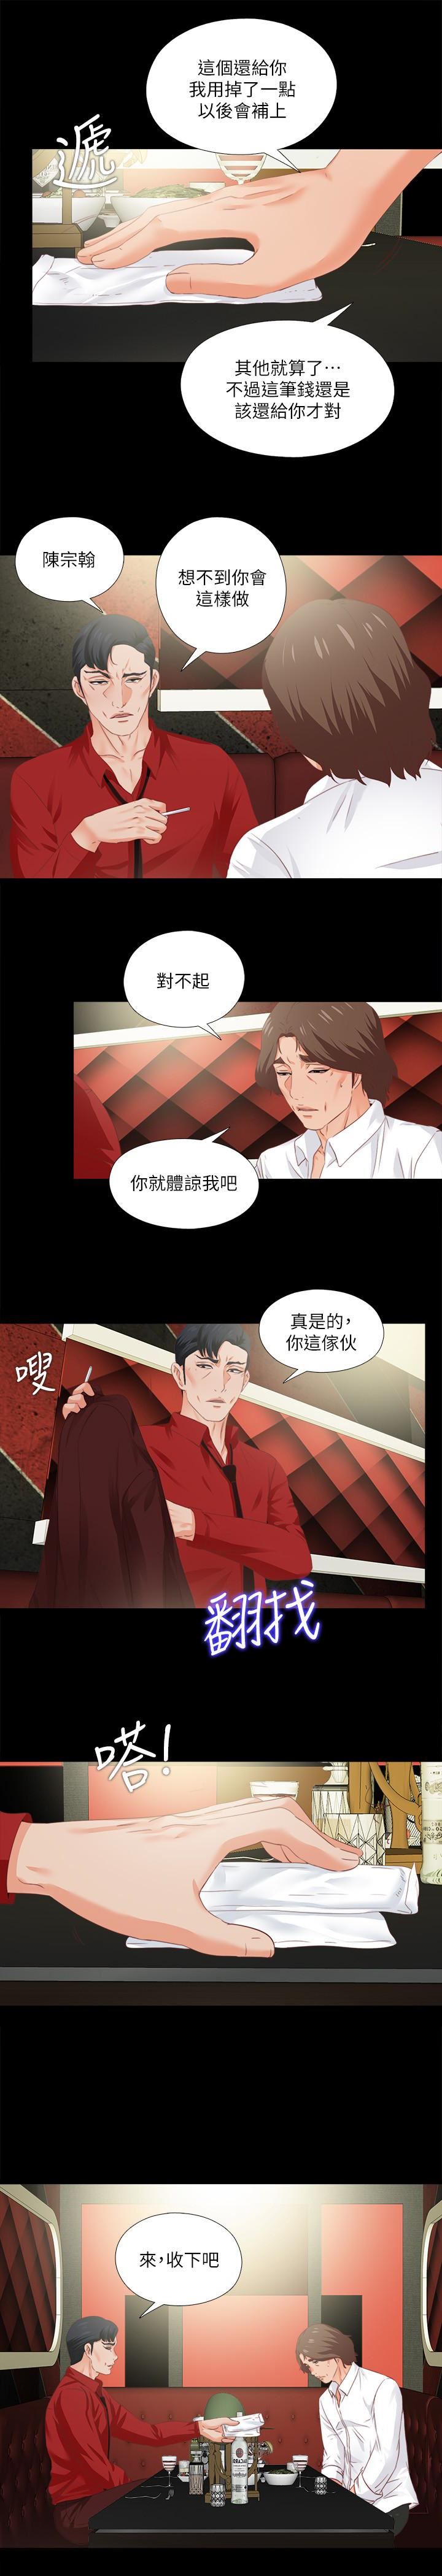 這個還給你
我用掉了一點
以後會補上
遞
其他就算了…
不過這筆錢還是
該還給你才對
陳宗翰
想不到你會
這樣做
對不起
你就體諒我吧
真是的,
你這傢伙
嗖
翻找
嗒!
來,收下吧